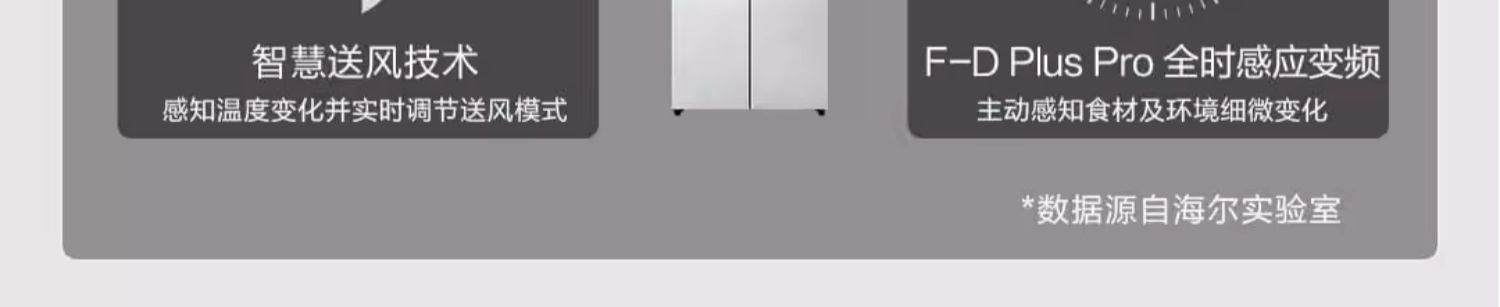 智慧送风技术
感知温度变化并实时调节送风模式
F-D Plus Pro 全时感应变频
主动感知食材及环境细微变化
*数据源自海尔实验室